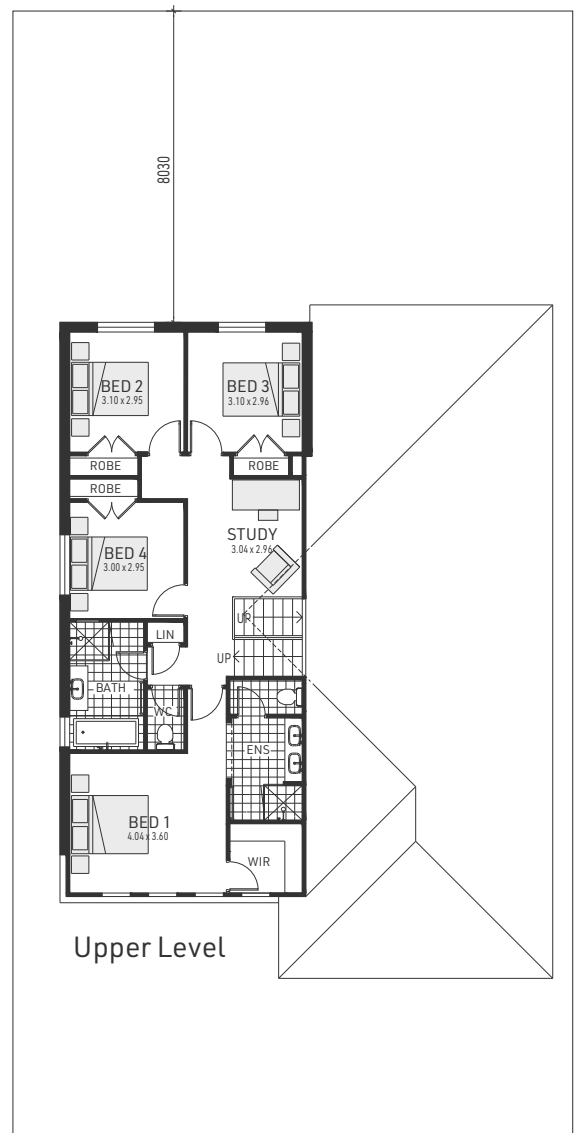 8030
BED 2
3.10 x 2.95
BED 3
3.10 x 2.96
ROBE
ROBE
ROBE
STUDY
3.04 x 2.96
BED 4
3.00 x 2.95
UP
LIN
UP
BATH
WC
ENS
BED 1
4.04 x 3.60
WIR
Upper Level